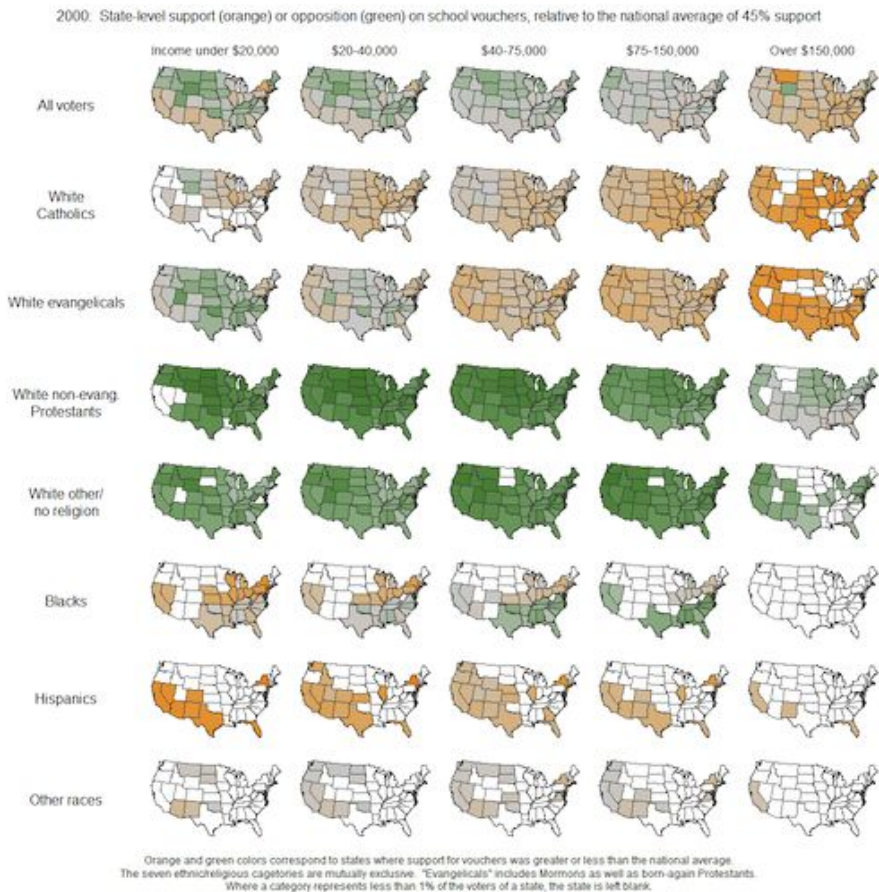 2000: State-level support (orange) or opposition (green) on school vouchers, relative to the national average of 45% support
Income under $20,000 $20-40,000 $40-75,000 $75-150,000 Over $150,000
All voters
White
Catholics
White evangelicals
White non-evang.
Protestants
White other/
no religion
Blacks
Hispanics
Other races
Orange and green colors correspond to states where support for vouchers was greater or less than the national average.
The seven ethnic/religious cagetories are mutually exclusive. "Evangelicals" includes Mormons as well as born-again Protestants.
Where a category represents less than 1% of the voters of a state, the state is left blank.